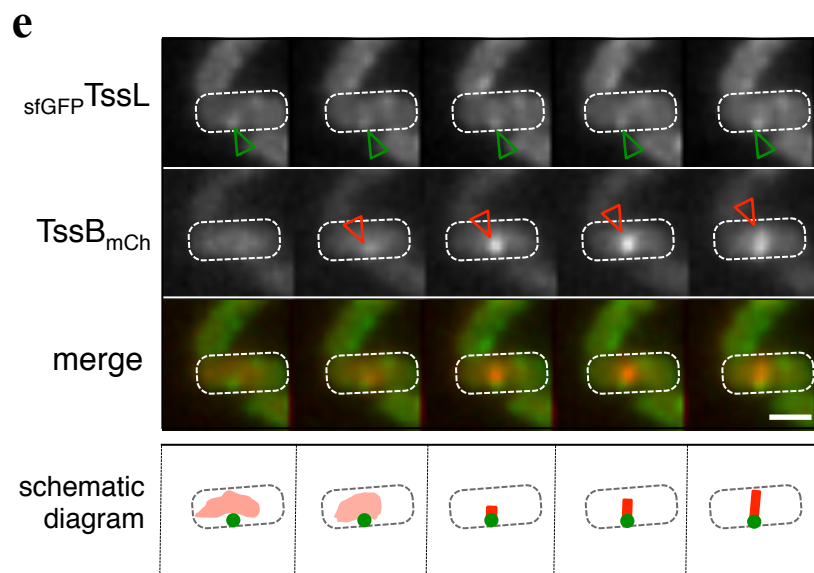 e
sfGFPTssL
TssBmCh
merge
schematic
diagram